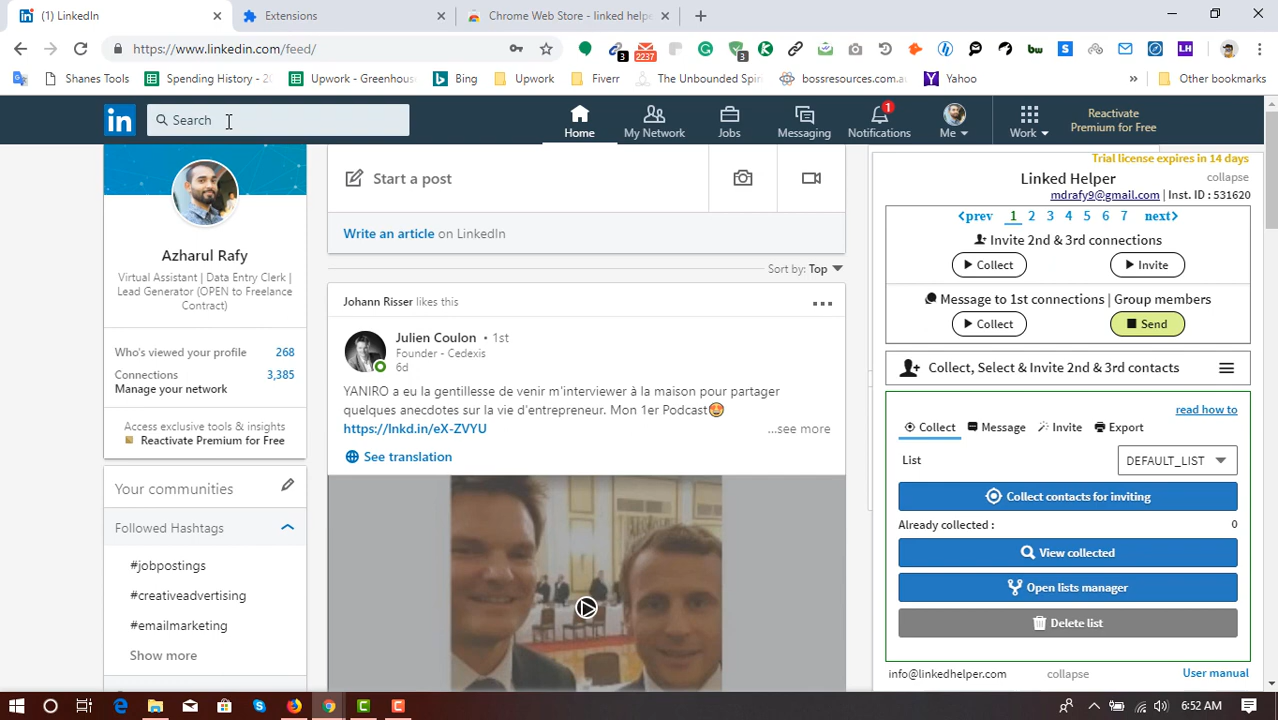 (1) LinkedIn
Extensions
Chrome Web Store - linked helpe
https://www.linkedin.com/feed/
3
2237
3
bw
S
LH
Shanes Tools
Spending History - 20
Upwork - Greenhouse
Bing
Upwork
Fiverr
The Unbounded Spir
bossresources.com.au
Yahoo
»
Other bookmarks
in
Search
Home
My Network
Jobs
Messaging
1
Notifications
Me
Work
Reactivate
Premium for Free
Azharul Rafy
Virtual Assistant | Data Entry Clerk |
Lead Generator (OPEN to Freelance
Contract)
Who's viewed your profile 268
Connections 3,385
Manage your network
Access exclusive tools & insights
Reactivate Premium for Free
Your communities
Followed Hashtags
#jobpostings
#creativeadvertising
#emailmarketing
Show more
Start a post
Write an article on LinkedIn
Sort by: Top
Johann Risser likes this
Julien Coulon • 1st
Founder - Cedexis
6d
YANIRO a eu la gentillesse de venir m'interviewer à la maison pour partager
quelques anecdotes sur la vie d'entrepreneur. Mon 1er Podcast🤩
https://lnkd.in/eX-ZVYU ...see more
See translation
Trial license expires in 14 days
Linked Helper collapse
mdrafy9@gmail.com | Inst. ID : 531620
<prev 1 2 3 4 5 6 7 next>
Invite 2nd & 3rd connections
Collect Invite
Message to 1st connections | Group members
Collect Send
Collect, Select & Invite 2nd & 3rd contacts
read how to
Collect Message Invite Export
List DEFAULT_LIST
Collect contacts for inviting
Already collected : 0
View collected
Open lists manager
Delete list
info@linkedhelper.com collapse User manual
6:52 AM